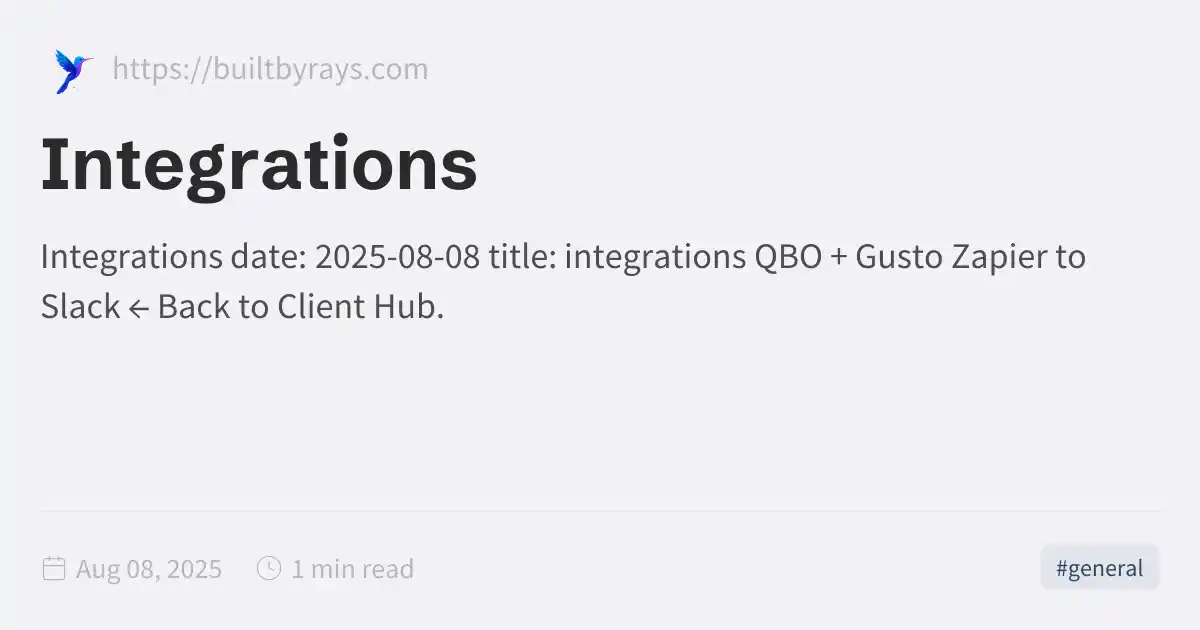 https://builtbyrays.com
Integrations
Integrations date: 2025-08-08 title: integrations QBO + Gusto Zapier to
Slack ← Back to Client Hub.
Aug 08, 2025 1 min read
#general